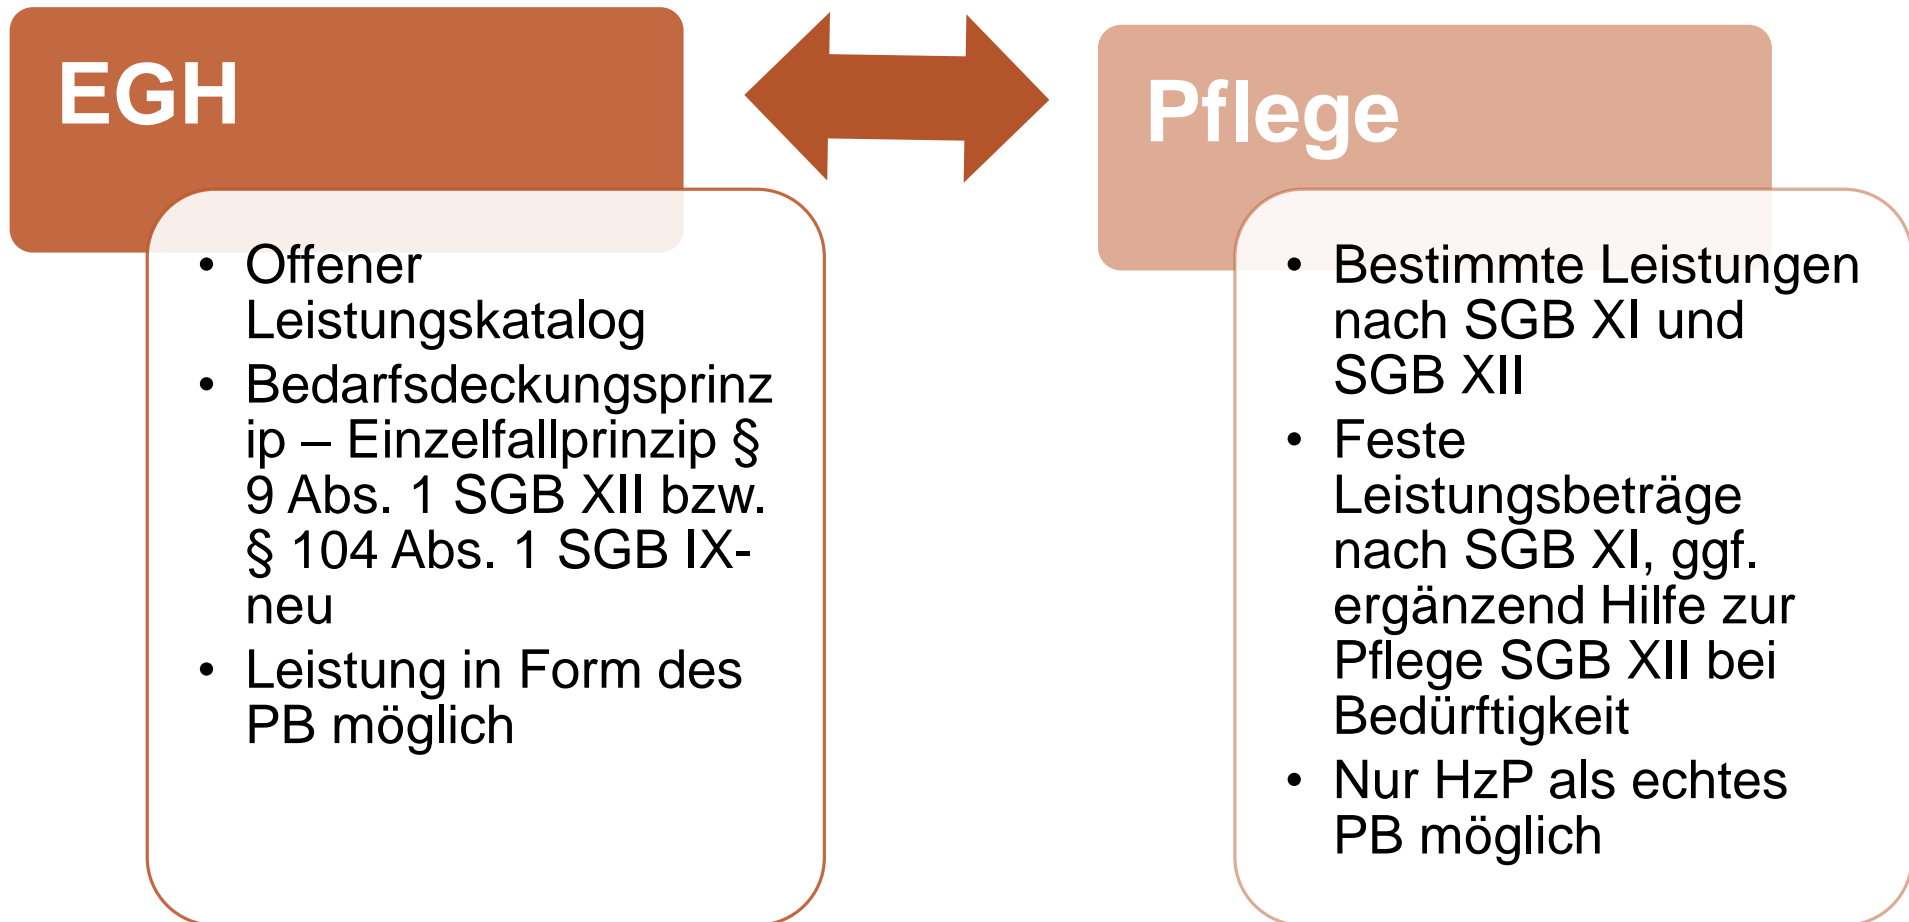 EGH
• Offener
Leistungskatalog
• Bedarfsdeckungsprinz
ip – Einzelfallprinzip §
9 Abs. 1 SGB XII bzw.
§ 104 Abs. 1 SGB IX-
neu
• Leistung in Form des
PB möglich
Pflege
• Bestimmte Leistungen
nach SGB XI und
SGB XII
• Feste
Leistungsbeträge
nach SGB XI, ggf.
ergänzend Hilfe zur
Pflege SGB XII bei
Bedürftigkeit
• Nur HzP als echtes
PB möglich